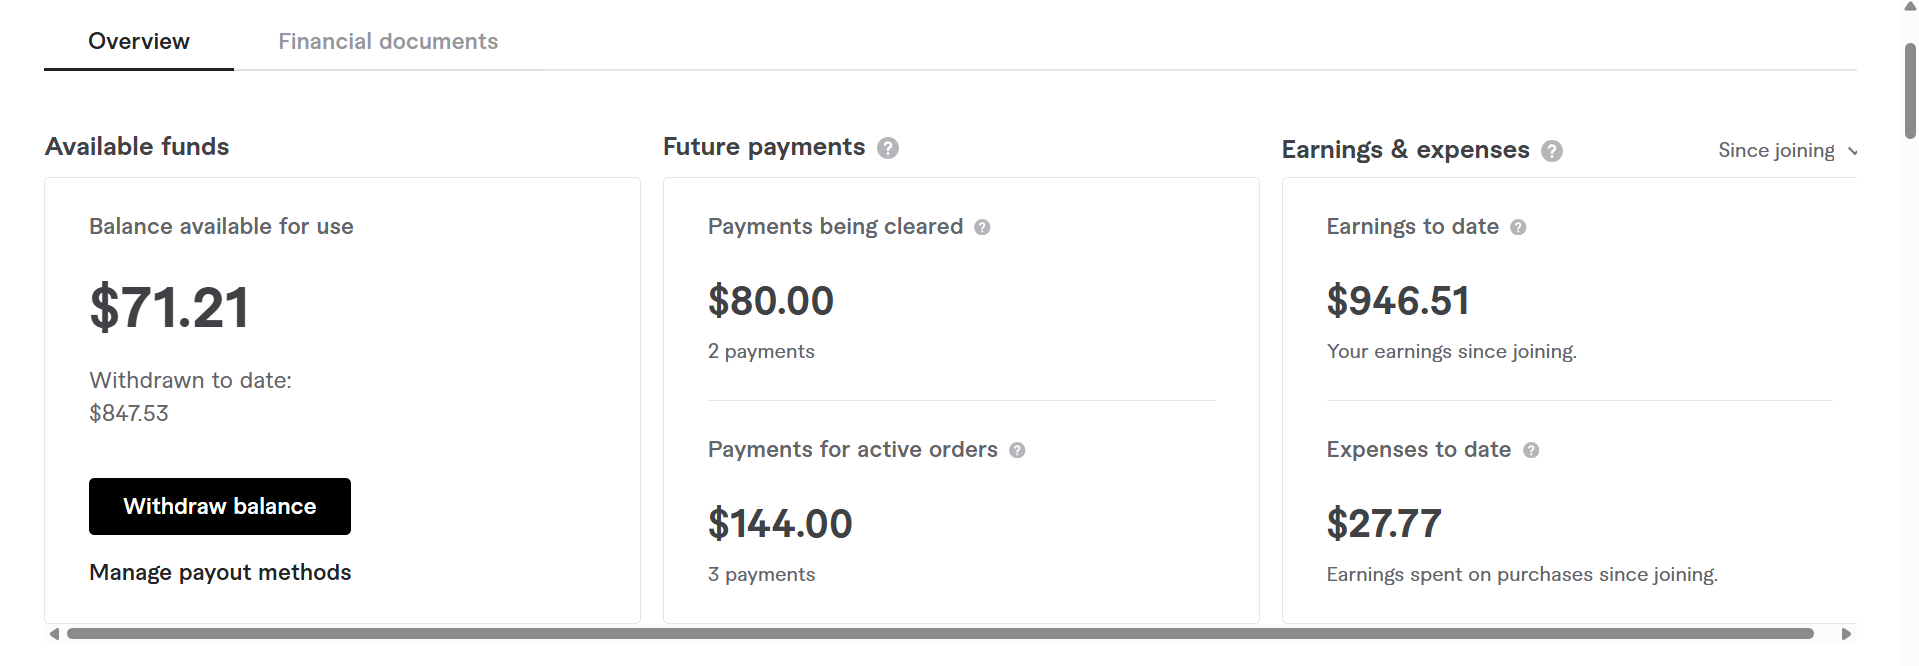 Overview
Financial documents
Available funds
Balance available for use
$71.21
Withdrawn to date:
$847.53
Withdraw balance
Manage payout methods
Future payments ?
Payments being cleared ?
$80.00
2 payments
Payments for active orders ?
$144.00
3 payments
Earnings & expenses ?
Since joining
Earnings to date ?
$946.51
Your earnings since joining.
Expenses to date ?
$27.77
Earnings spent on purchases since joining.